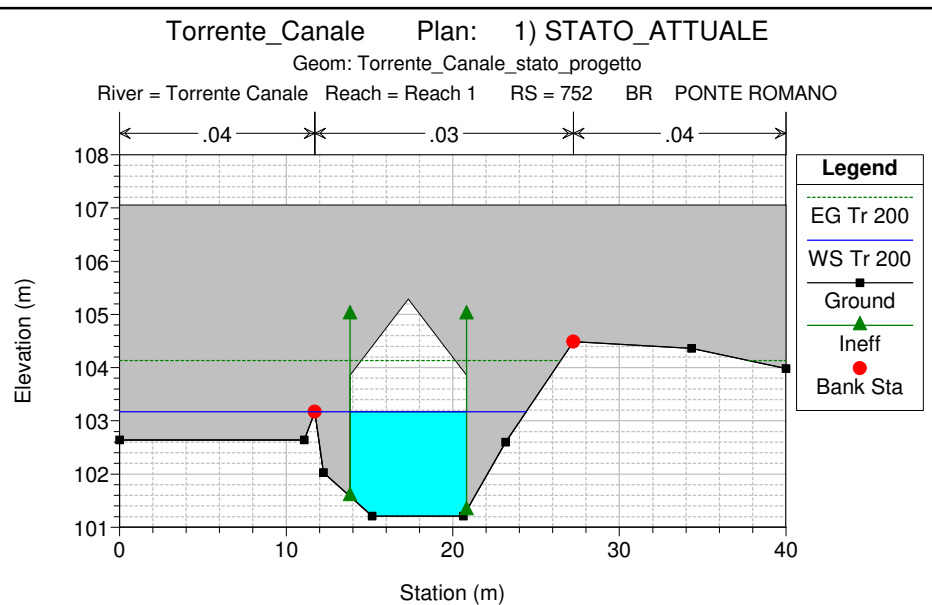 Torrente_Canale Plan: 1) STATO_ATTUALE
Geom: Torrente_Canale_stato_progetto
River = Torrente Canale Reach = Reach 1 RS = 752 BR PONTE ROMANO
.04 .03 .04
108
107
106
105
104
103
102
101
0 10 20 30 40
Station (m)
Elevation (m)
Legend
EG Tr 200
WS Tr 200
Ground
Ineff
Bank Sta